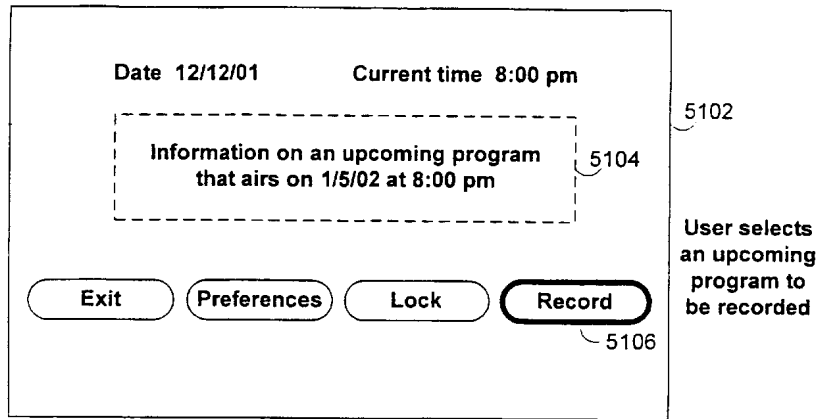 Date 12/12/01 Current time 8:00 pm
5102
Information on an upcoming program
that airs on 1/5/02 at 8:00 pm
5104
User selects
an upcoming
program to
be recorded
Exit Preferences Lock Record
5106